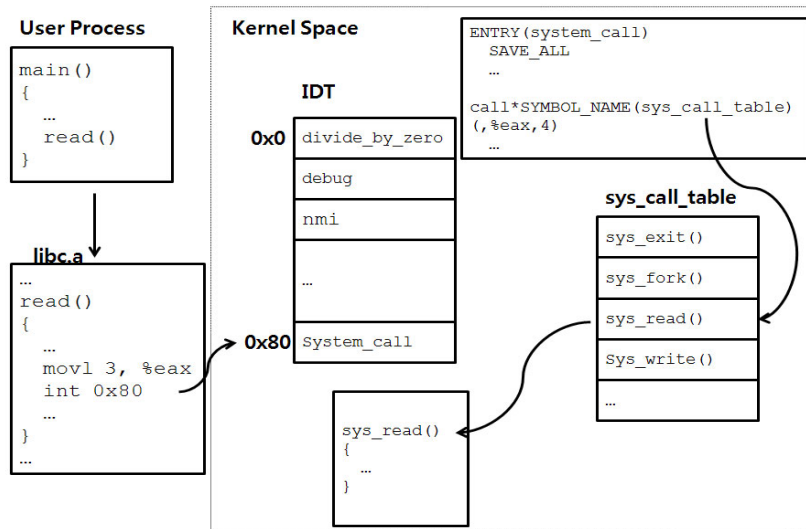 User Process
main()
{
…
read()
}
libc.a
…
read()
{
…
movl 3, %eax
int 0x80
…
}
…
Kernel Space
IDT
0x0
divide_by_zero
debug
nmi
…
0x80
System_call
ENTRY(system_call)
SAVE_ALL
…
call*SYMBOL_NAME(sys_call_table)
(,%eax,4)
…
sys_call_table
sys_exit()
sys_fork()
sys_read()
Sys_write()
…
sys_read()
{
…
}